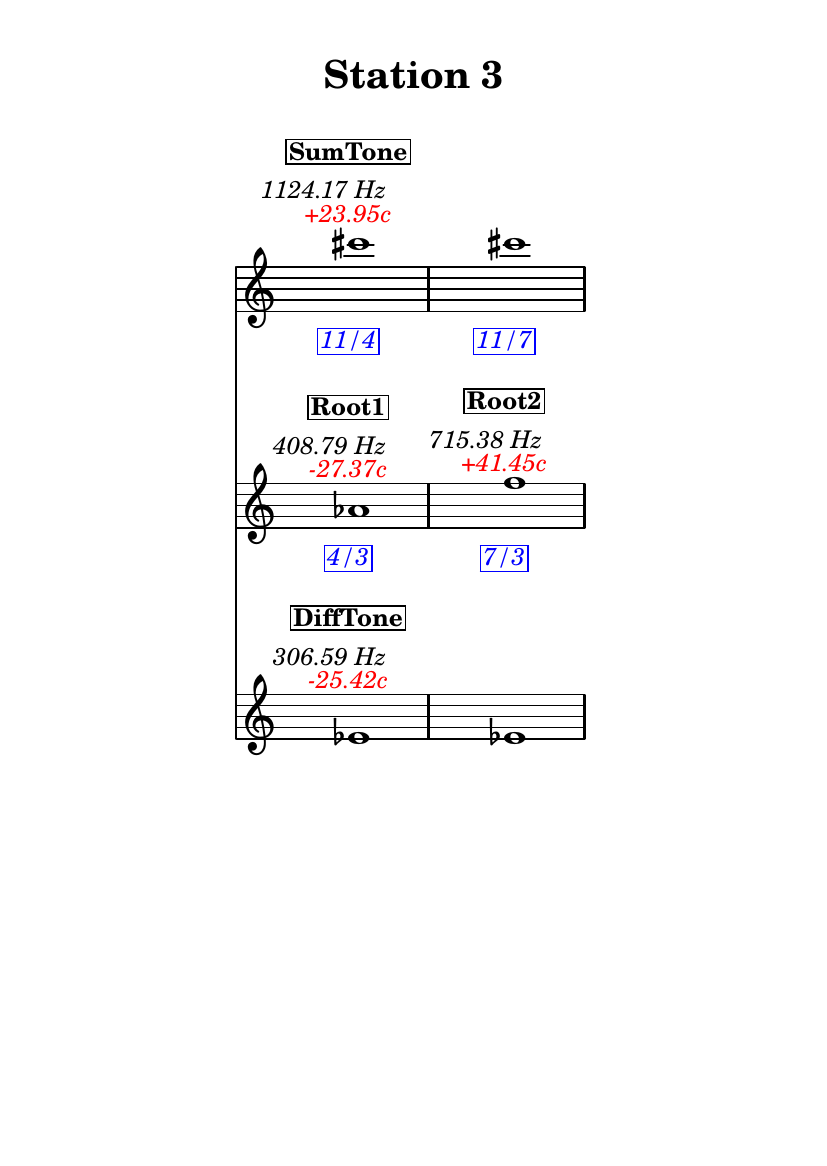 Station 3
SumTone
1124.17 Hz
+23.95c
11/4 11/7
Root1 Root2
408.79 Hz 715.38 Hz
-27.37c +41.45c
4/3 7/3
DiffTone
306.59 Hz
-25.42c